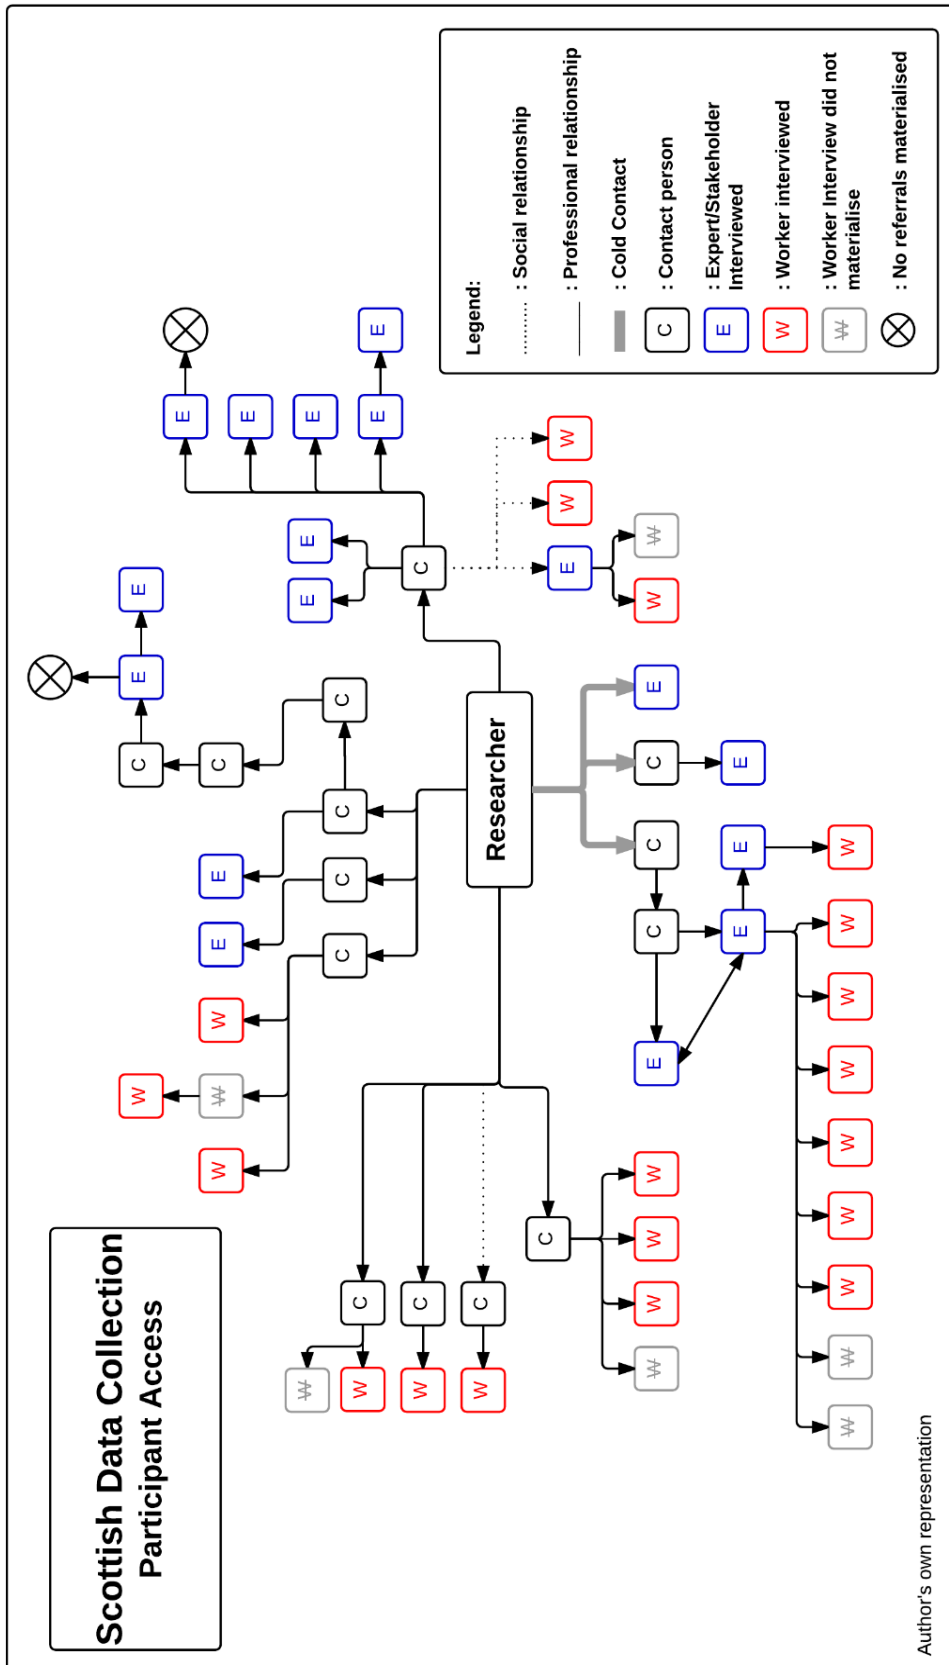 Scottish Data Collection
Participant Access
W C E E
E
W W W E E C
E
W E E E
C C C C
W C
E E
W C C
W C
Researcher
C
E W W
W W W W E C C C E W W
E E E
W W W W W W W W W
Legend:
: Social relationship
: Professional relationship
: Cold Contact
C : Contact person
E : Expert/Stakeholder
Interviewed
W : Worker interviewed
W : Worker Interview did not
materialise
: No referrals materialised
Author's own representation